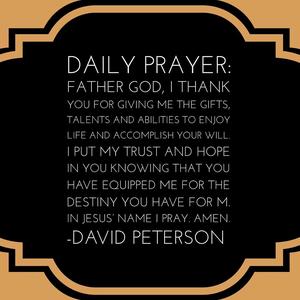 DAILY PRAYER:
FATHER GOD, I THANK
YOU FOR GIVING ME THE GIFTS,
TALENTS AND ABILITIES TO ENJOY
LIFE AND ACCOMPLISH YOUR WILL.
I PUT MY TRUST AND HOPE
IN YOU KNOWING THAT YOU
HAVE EQUIPPED ME FOR THE
DESTINY YOU HAVE FOR M.
IN JESUS' NAME I PRAY. AMEN.
-DAVID PETERSON